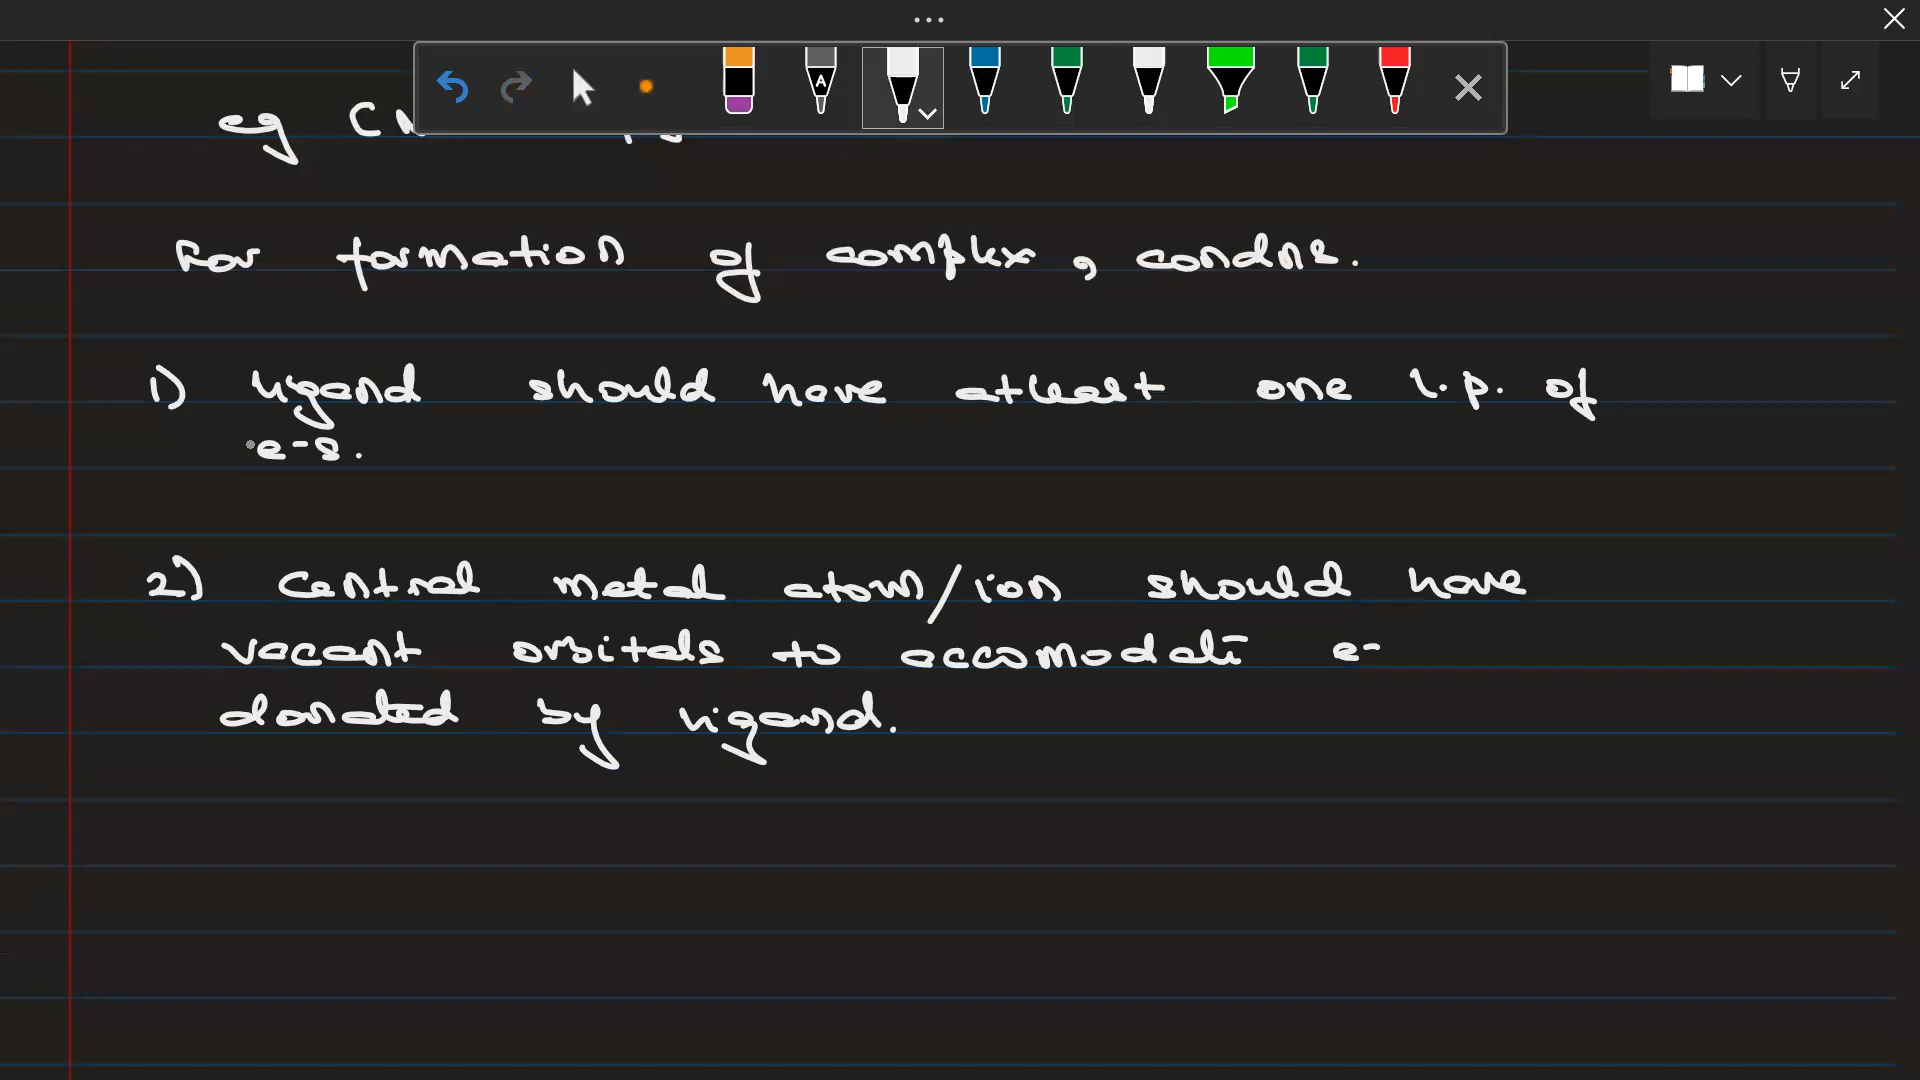 eg
For formation of complex, condns.
1) ligand should have atleast one l.p. of
e-s.
2) Central metal atom/ion should have
vacant orbitals to accomodate e-
donated by ligand.